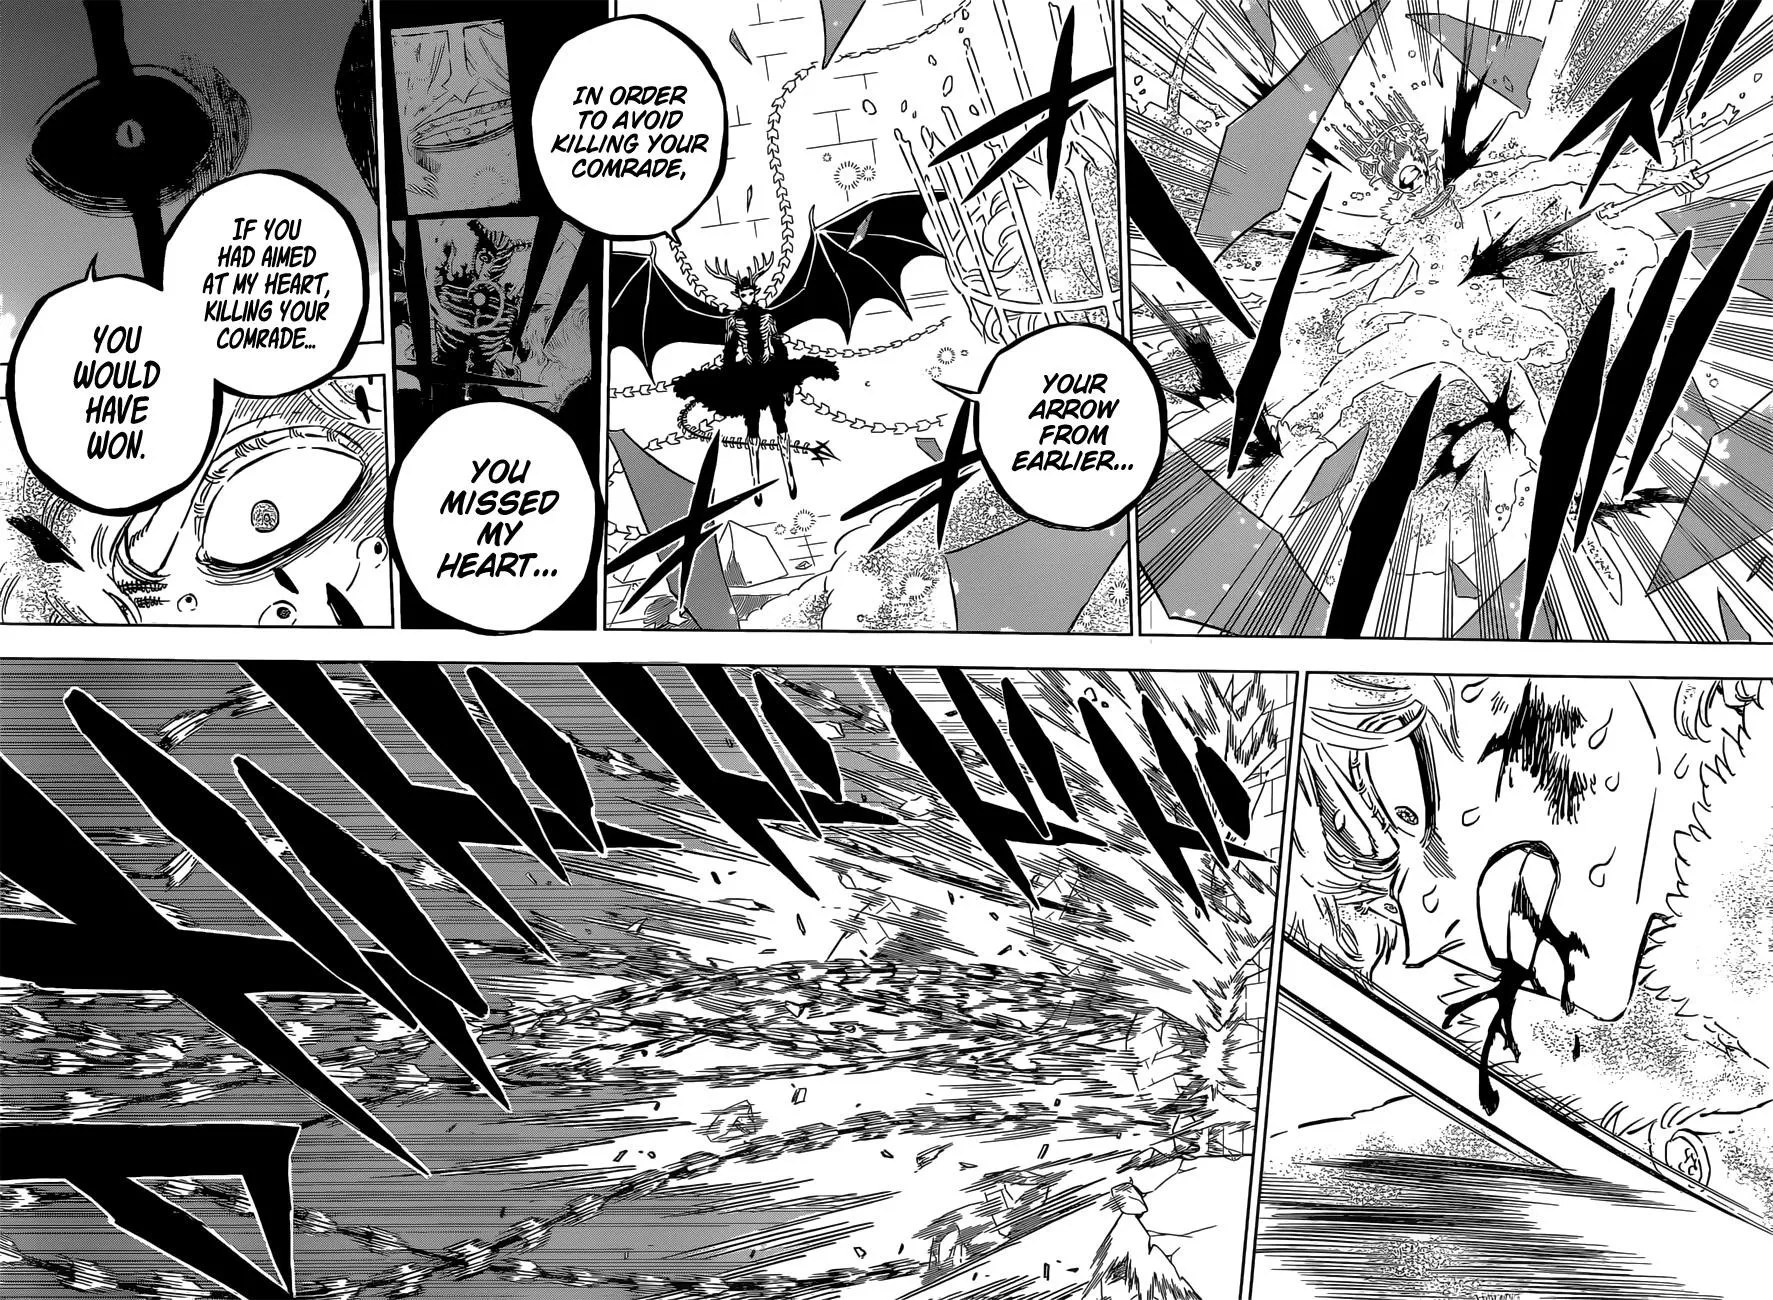 YOUR
ARROW
FROM
EARLIER...
IN ORDER
TO AVOID
KILLING YOUR
COMRADE,
YOU
MISSED
MY
HEART...
IF YOU
HAD AIMED
AT MY HEART,
KILLING YOUR
COMRADE...
YOU
WOULD
HAVE
WON.